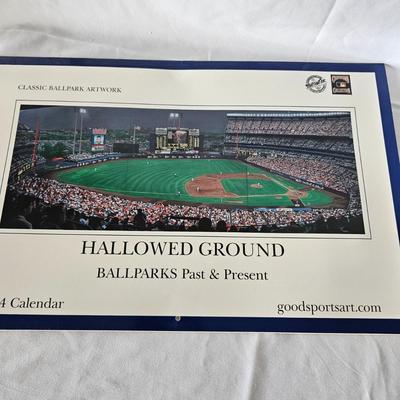 CLASSIC BALLPARK ARTWORK
HALLOWED GROUND
BALLPARKS Past & Present
4 Calendar
goodsportsart.com